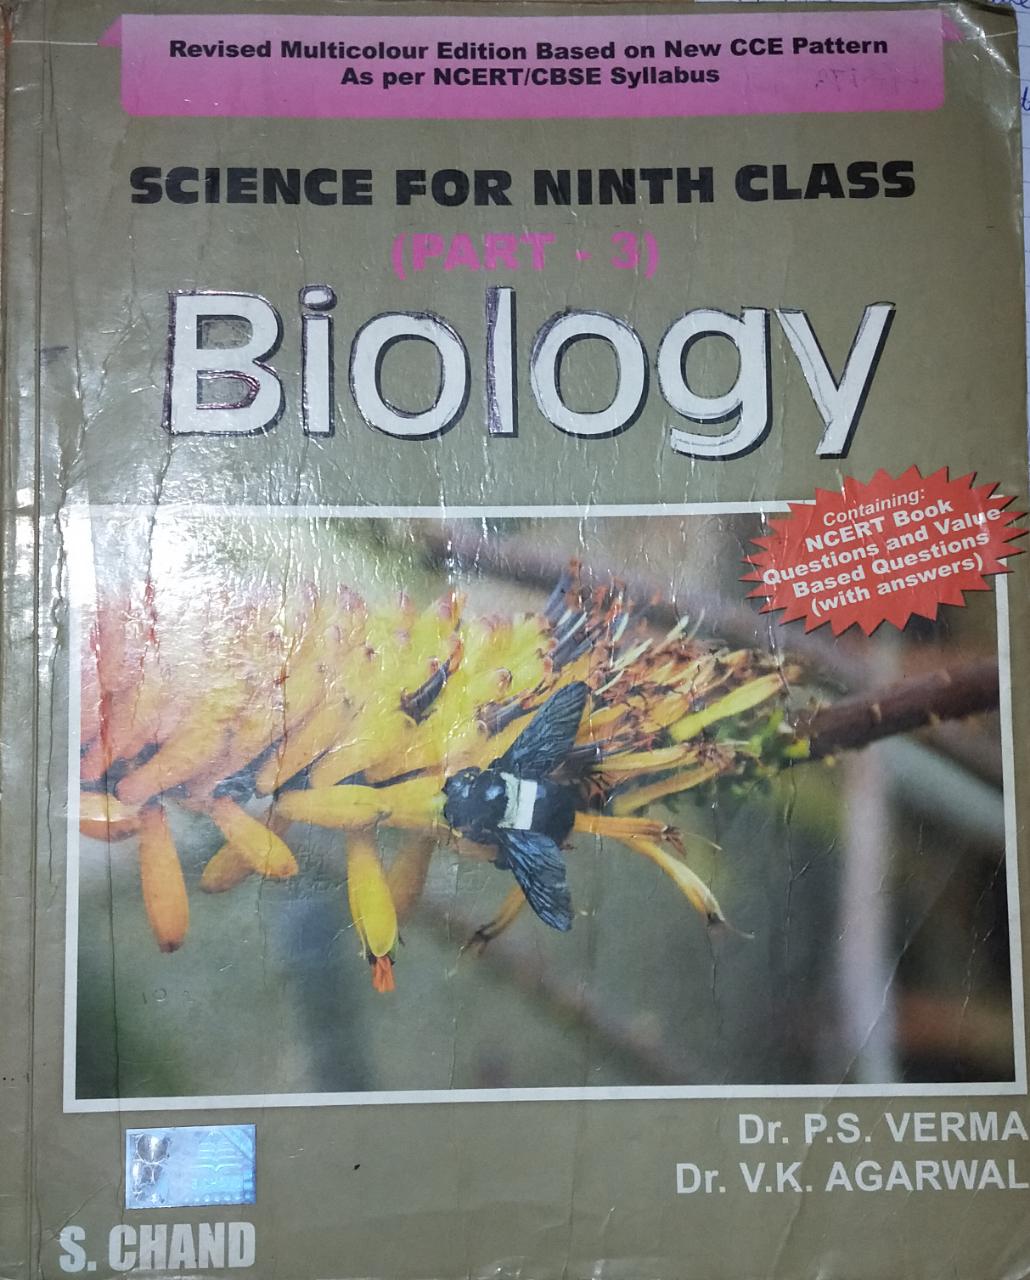 Revised Multicolour Edition Based on New CCE Pattern
As per NCERT/CBSE Syllabus
SCIENCE FOR NINTH CLASS
(PART - 3)
Biology
Containing:
NCERT Book
Questions and Value
Based Questions
(with answers)
Dr. P.S. VERMA
Dr. V.K. AGARWAL
S. CHAND